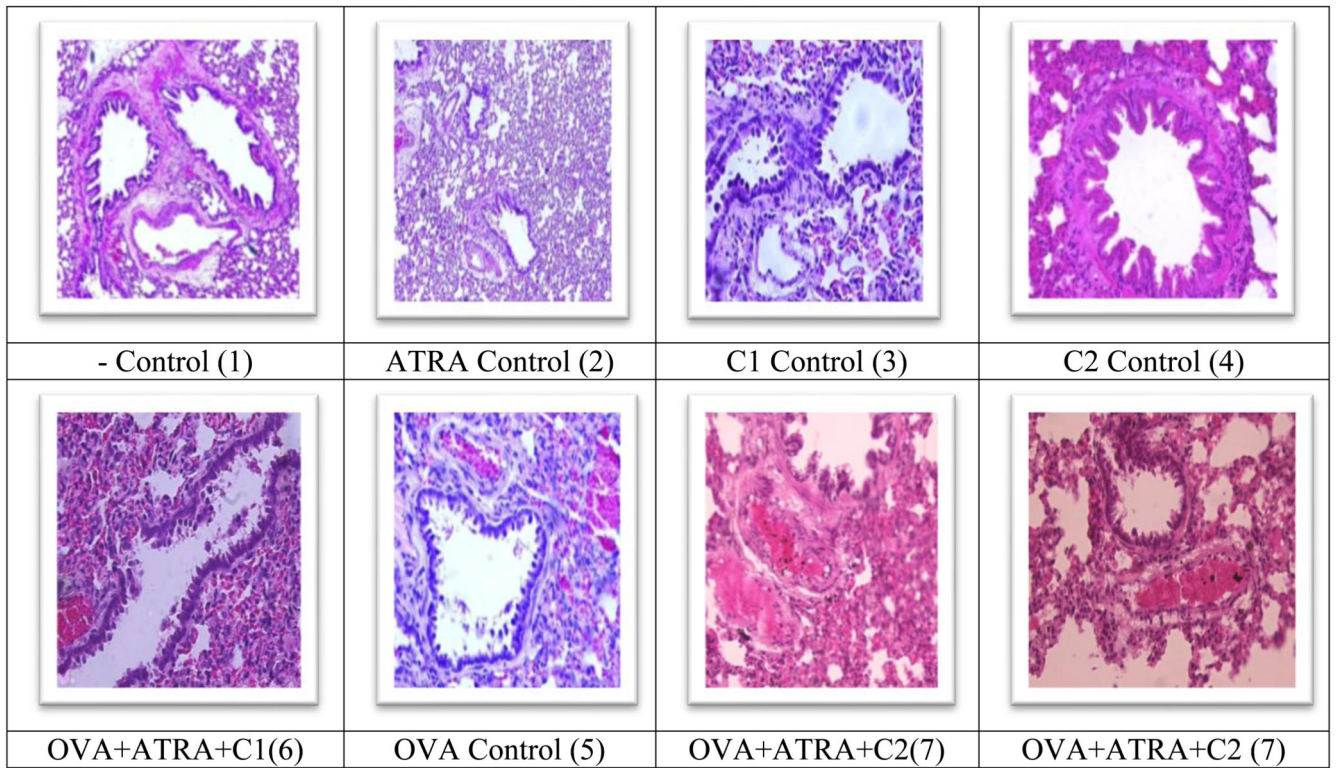 - Control (1)
ATRA Control (2)
C1 Control (3)
C2 Control (4)
OVA+ATRA+C1(6)
OVA Control (5)
OVA+ATRA+C2(7)
OVA+ATRA+C2 (7)